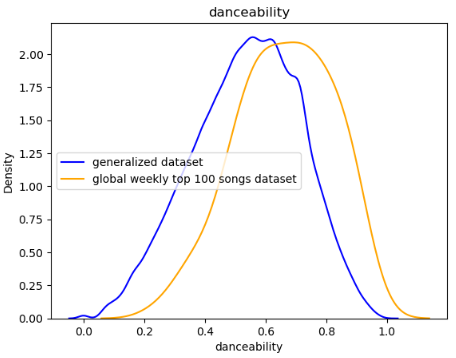 danceability
2.00
1.75
1.50
1.25
1.00
0.75
0.50
0.25
0.00
Density
generalized dataset
global weekly top 100 songs dataset
0.0 0.2 0.4 0.6 0.8 1.0
danceability